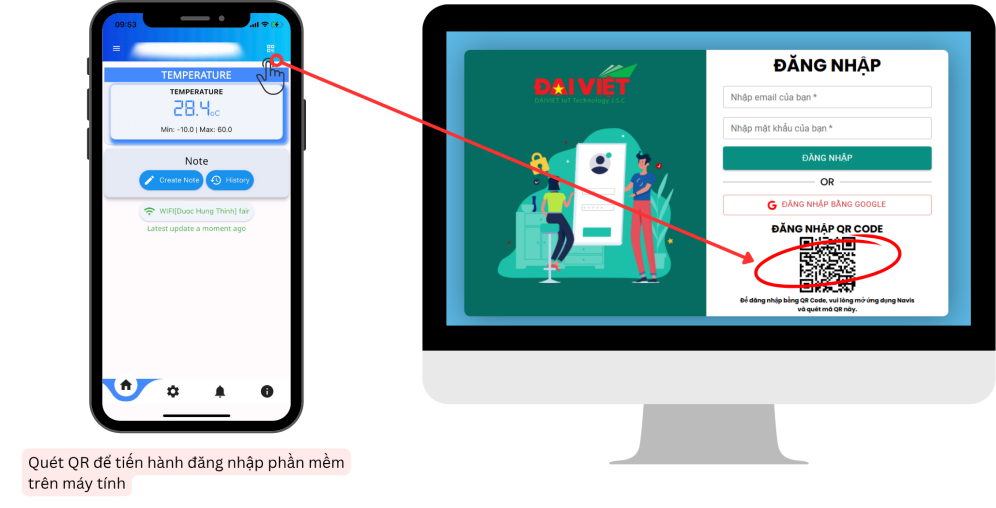 09:53
TEMPERATURE
TEMPERATURE
28.4°C
Min: -10.0 | Max: 60.0
Note
Create Note
History
WIFI[Duoc Hung Thinh] fair
Latest update a moment ago
Quét QR để tiến hành đăng nhập phần mềm
trên máy tính
ĐẠI VIỆT
DAIVIET IoT Technology J.S.C
ĐĂNG NHẬP
Nhập email của bạn *
Nhập mật khẩu của bạn *
ĐĂNG NHẬP
OR
G ĐĂNG NHẬP BẰNG GOOGLE
ĐĂNG NHẬP QR CODE
Để đăng nhập bằng QR Code, vui lòng mở ứng dụng Navis
và quét mã QR này.